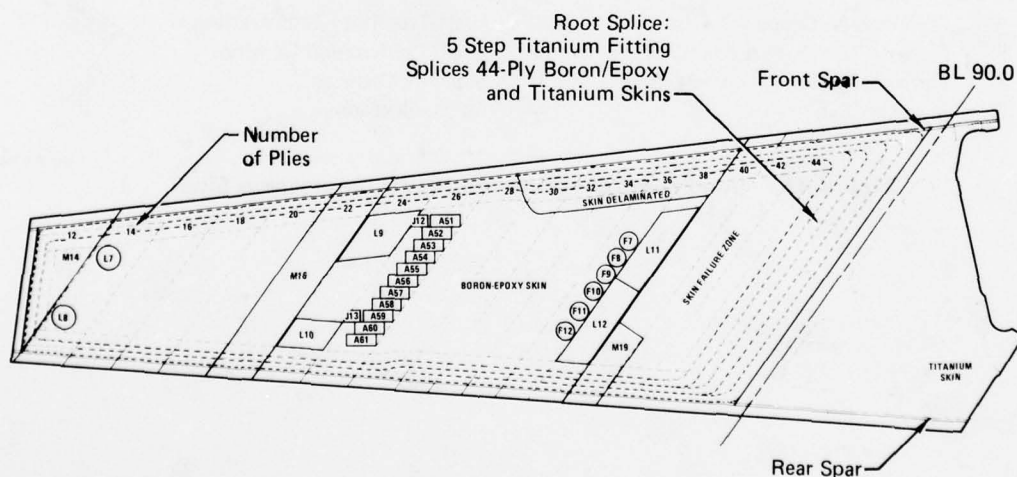 Root Splice:
5 Step Titanium Fitting
Splices 44-Ply Boron/Epoxy
and Titanium Skins
Front Spar
BL 90.0
Number
of Plies
12
14
16
18
20
22
24
26
28
30
32
34
36
38
40
42
44
SKIN DELAMINATED
M14
L7
L8
M16
L9
L10
J12
A51
A52
A53
A54
A55
A56
A57
A58
J13
A59
A60
A61
BORON-EPOXY SKIN
F7
F8
F9
F10
F11
F12
L11
L12
M19
SKIN FAILURE ZONE
TITANIUM
SKIN
Rear Spar